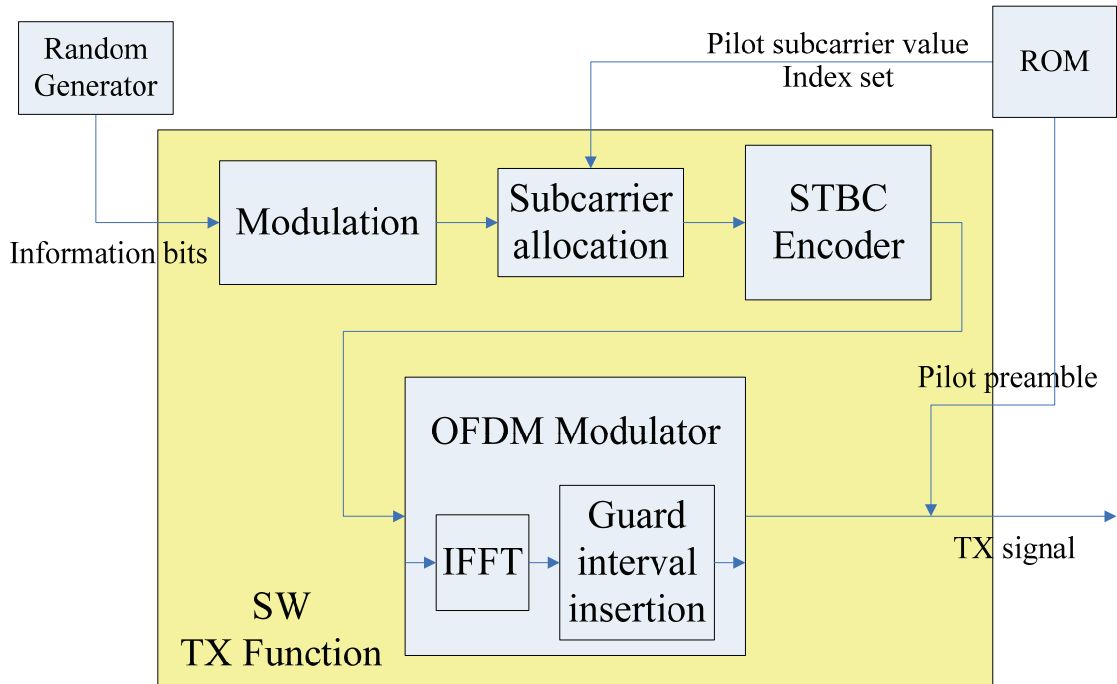 Random
Generator
Pilot subcarrier value
Index set
ROM
Modulation
Subcarrier
allocation
STBC
Encoder
Information bits
Pilot preamble
OFDM Modulator
IFFT
Guard
interval
insertion
TX signal
SW
TX Function